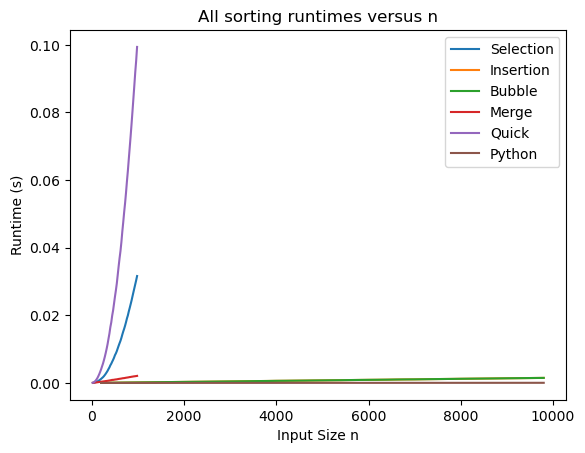 All sorting runtimes versus n
Runtime (s)
0.10
0.08
0.06
0.04
0.02
0.00
Selection
Insertion
Bubble
Merge
Quick
Python
0 2000 4000 6000 8000 10000
Input Size n